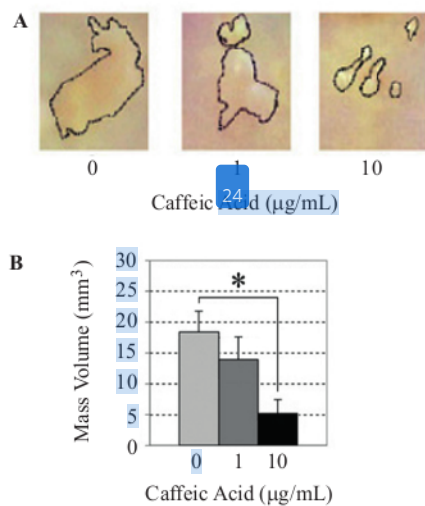 A
0 1 10
24
Caffeic Acid (μg/mL)
B
*
Mass Volume (mm³)
30
25
20
15
10
5
0
0 1 10
Caffeic Acid (μg/mL)